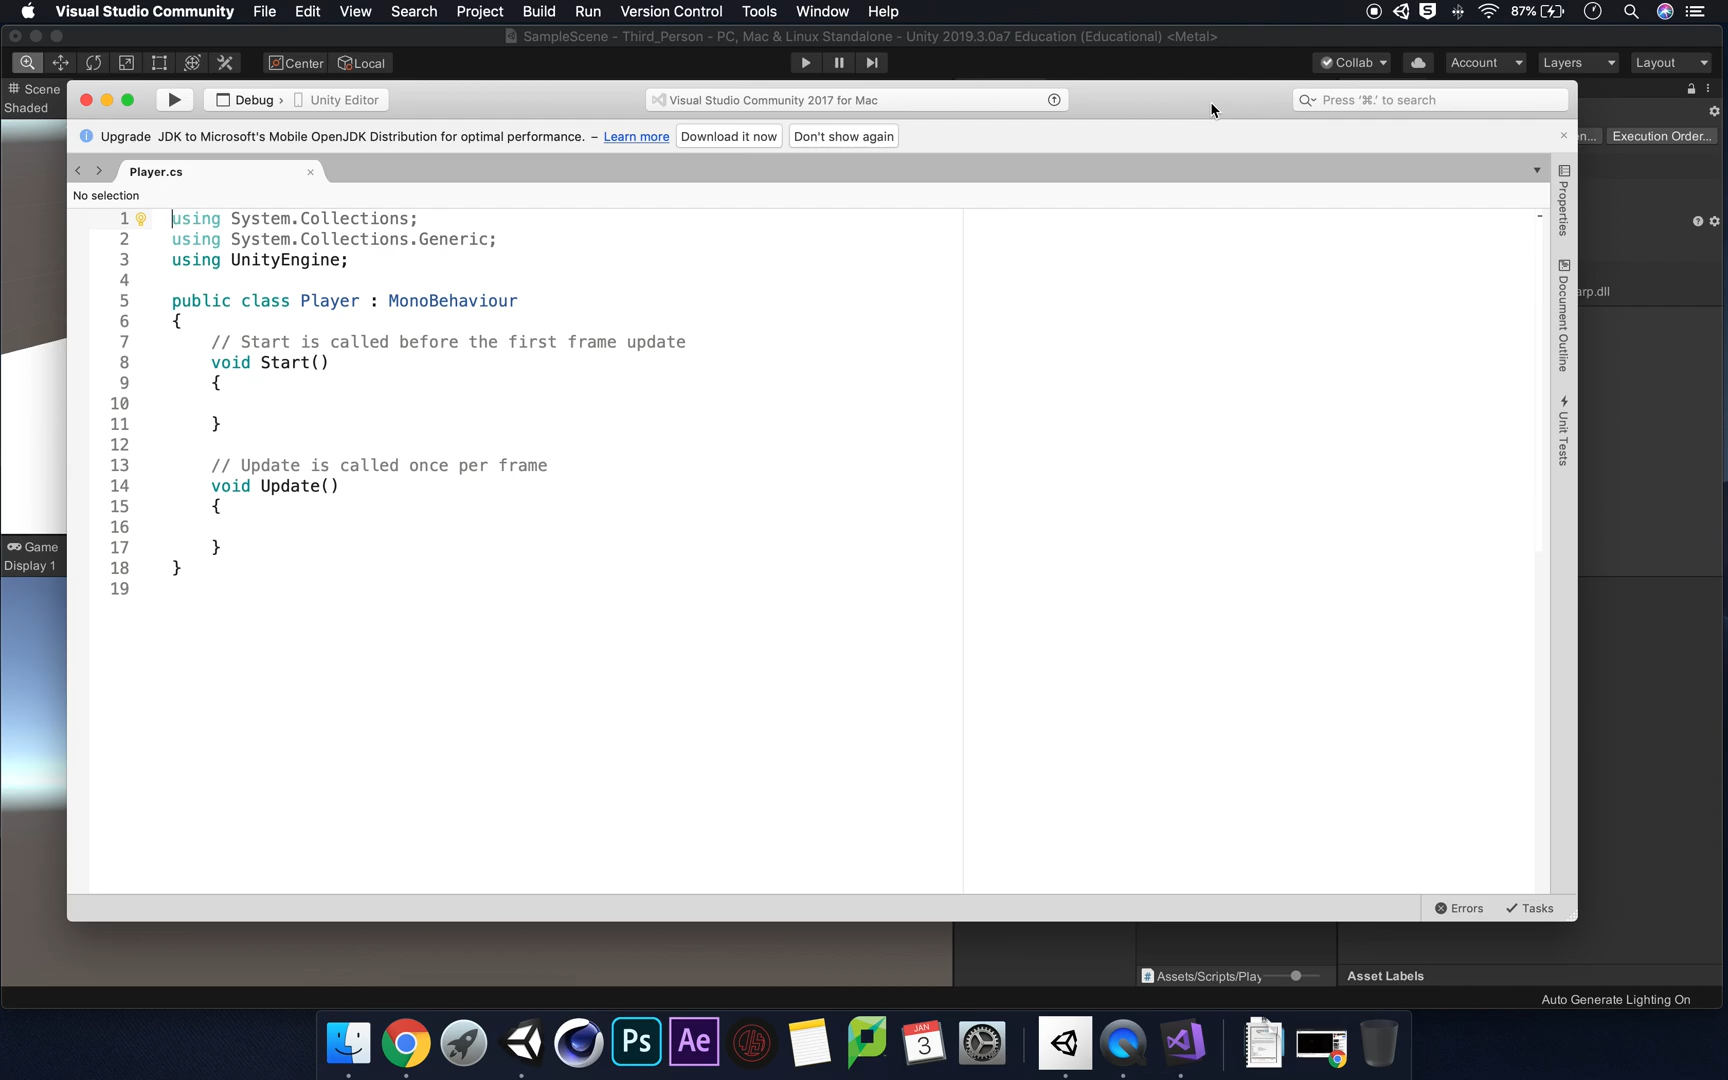 Visual Studio Community File Edit View Search Project Build Run Version Control Tools Window Help 87%
SampleScene - Third_Person - PC, Mac & Linux Standalone - Unity 2019.3.0a7 Education (Educational) <Metal>
Center Local Collab Account Layers Layout
Scene
Shaded
Debug › Unity Editor Visual Studio Community 2017 for Mac Press '⌘.' to search
Upgrade JDK to Microsoft's Mobile OpenJDK Distribution for optimal performance. – Learn more Download it now Don't show again
Execution Order...
Player.cs
No selection
1 using System.Collections;
2 using System.Collections.Generic;
3 using UnityEngine;
4
5 public class Player : MonoBehaviour
6 {
7 // Start is called before the first frame update
8 void Start()
9 {
10
11 }
12
13 // Update is called once per frame
14 void Update()
15 {
16
17 }
18 }
19
Properties
Document Outline
Unit Tests
arp.dll
Game
Display 1
Errors Tasks
Assets/Scripts/Play
Asset Labels
Auto Generate Lighting On
Ps Ae JAN 3